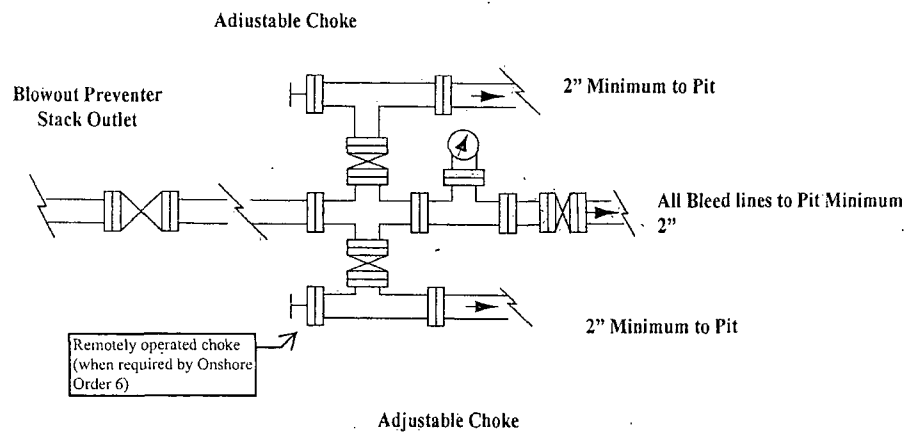 Adjustable Choke
Blowout Preventer
Stack Outlet
2” Minimum to Pit
All Bleed lines to Pit Minimum
2”
2” Minimum to Pit
Remotely operated choke
(when required by Onshore
Order 6)
Adjustable Choke